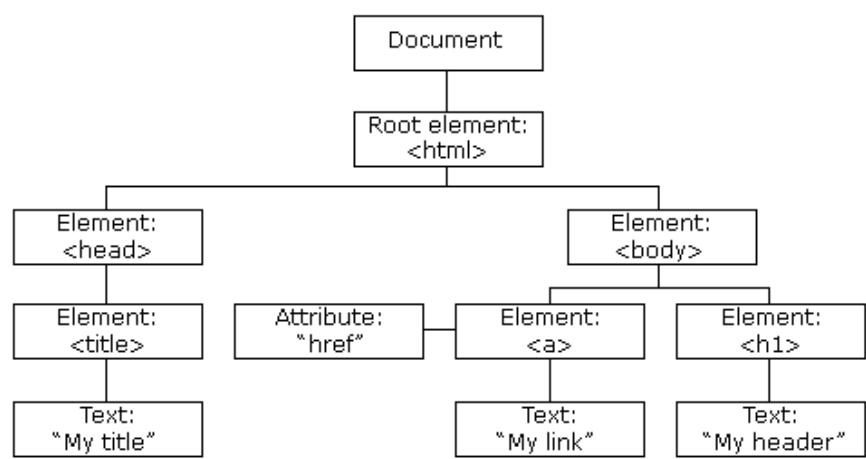 Document
Root element:
<html>
Element:
<head>
Element:
<body>
Element:
<title>
Attribute:
“href”
Element:
<a>
Element:
<h1>
Text:
“My title”
Text:
“My link”
Text:
“My header”